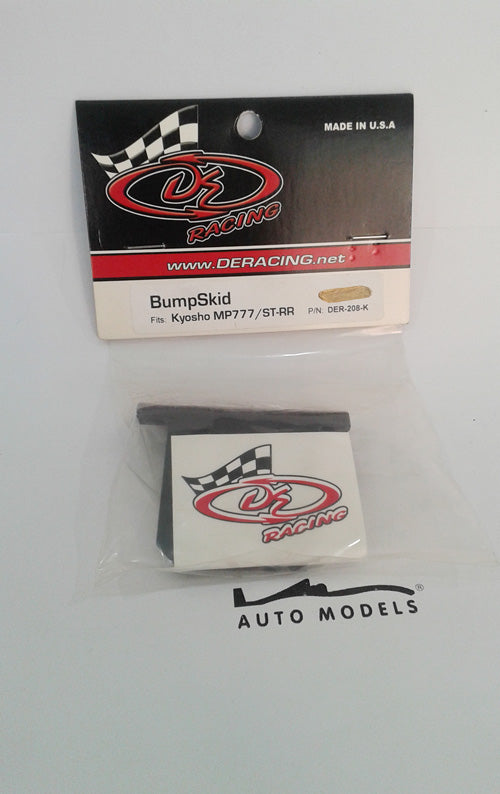 MADE IN U.S.A
DE
RACING
www.DERACING.net
BumpSkid
Fits: Kyosho MP777/ST-RR
P/N: DER-208-K
DE
RACING
®
AUTO MODELS